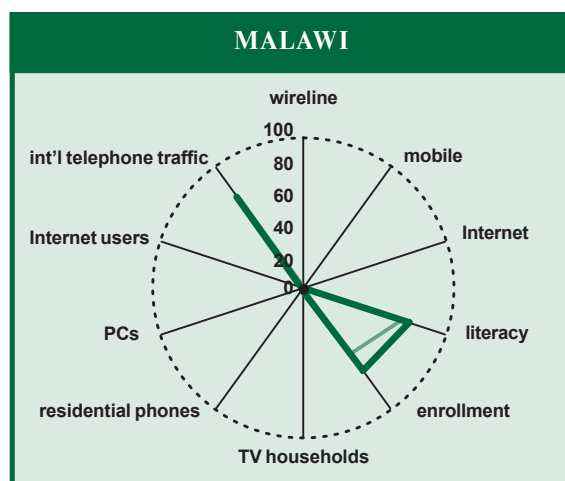 MALAWI
wireline
100
int'l telephone traffic
mobile
80
60
Internet users
Internet
40
20
0
PCs
literacy
residential phones
enrollment
TV households